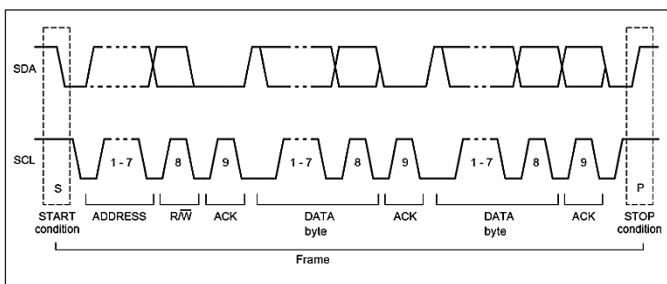 SDA
SCL
1 - 7 8 9 1 - 7 8 9 1 - 7 8 9
S P
START condition ADDRESS R/W̅ ACK DATA byte ACK DATA byte ACK STOP condition
Frame